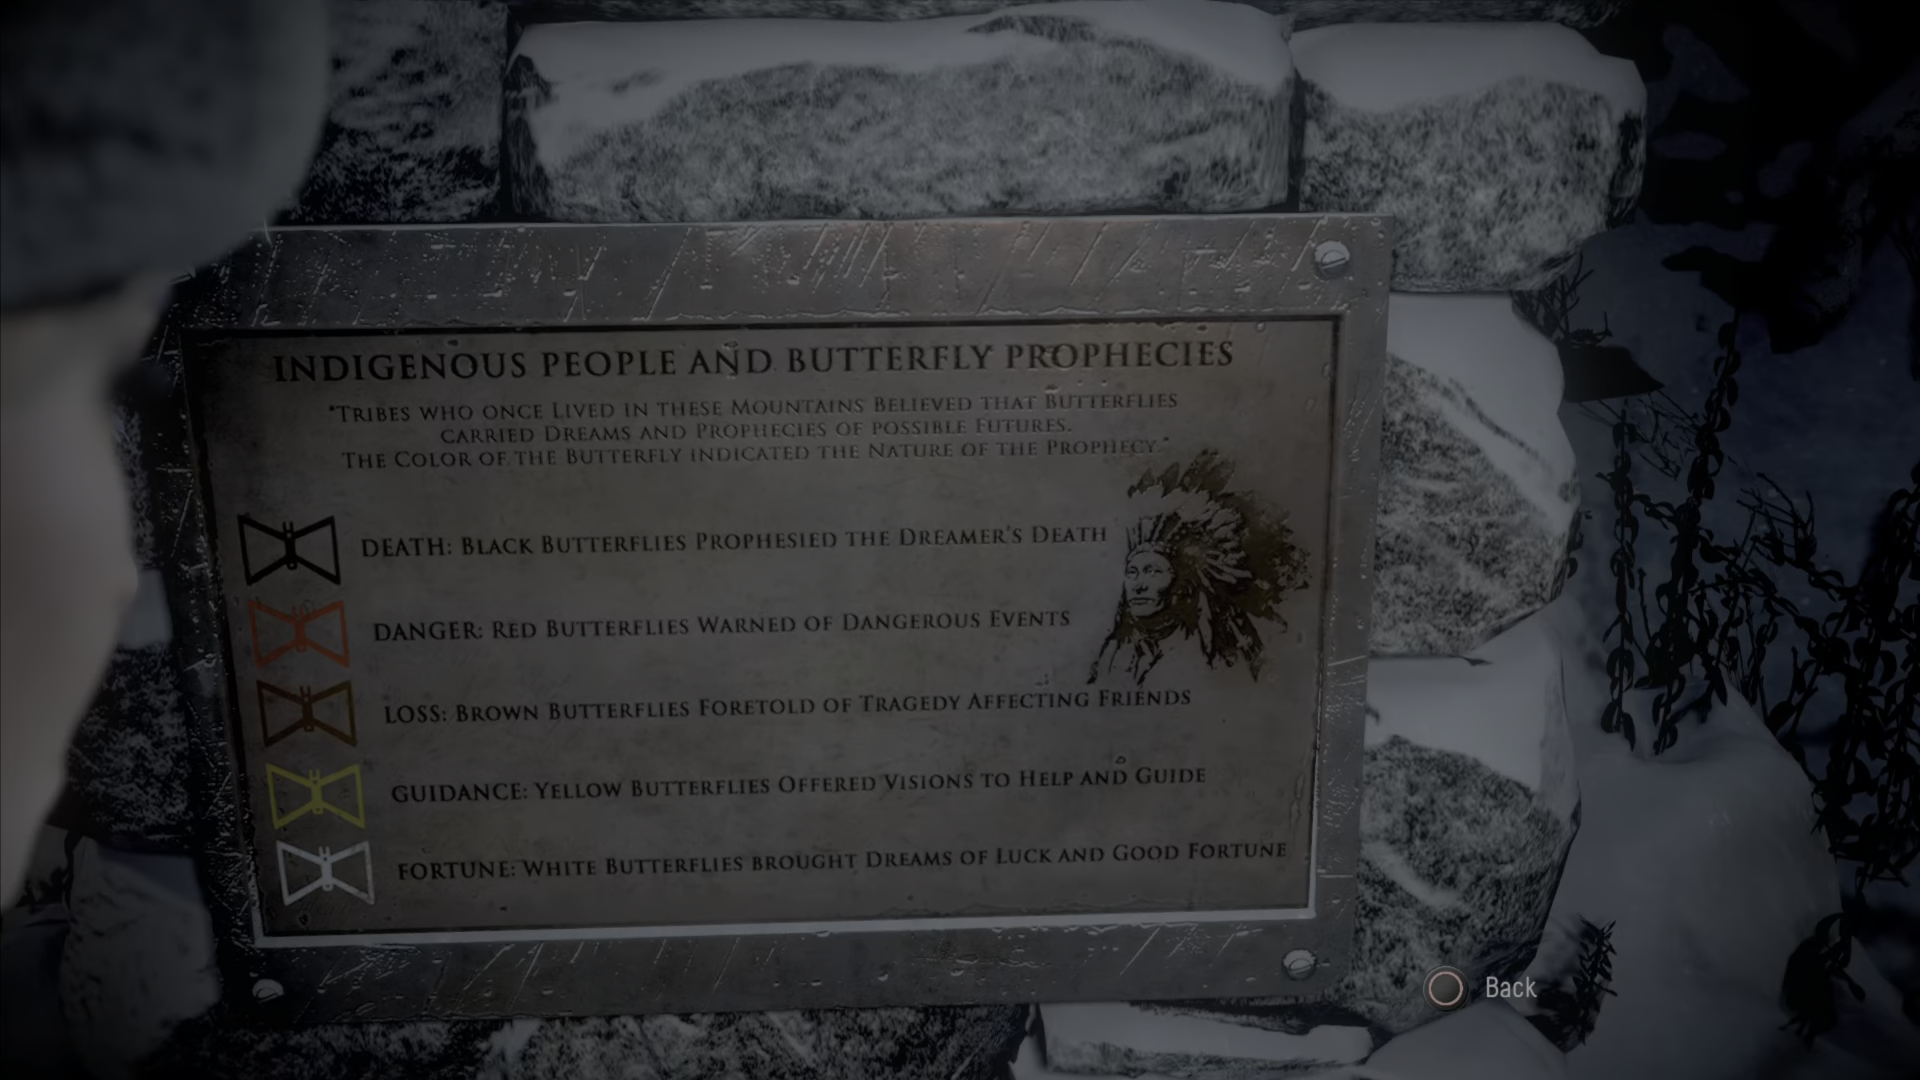 INDIGENOUS PEOPLE AND BUTTERFLY PROPHECIES
"TRIBES WHO ONCE LIVED IN THESE MOUNTAINS BELIEVED THAT BUTTERFLIES
CARRIED DREAMS AND PROPHECIES OF POSSIBLE FUTURES.
THE COLOR OF THE BUTTERFLY INDICATED THE NATURE OF THE PROPHECY."
DEATH: BLACK BUTTERFLIES PROPHESIED THE DREAMER'S DEATH
DANGER: RED BUTTERFLIES WARNED OF DANGEROUS EVENTS
LOSS: BROWN BUTTERFLIES FORETOLD OF TRAGEDY AFFECTING FRIENDS
GUIDANCE: YELLOW BUTTERFLIES OFFERED VISIONS TO HELP AND GUIDE
FORTUNE: WHITE BUTTERFLIES BROUGHT DREAMS OF LUCK AND GOOD FORTUNE
Back